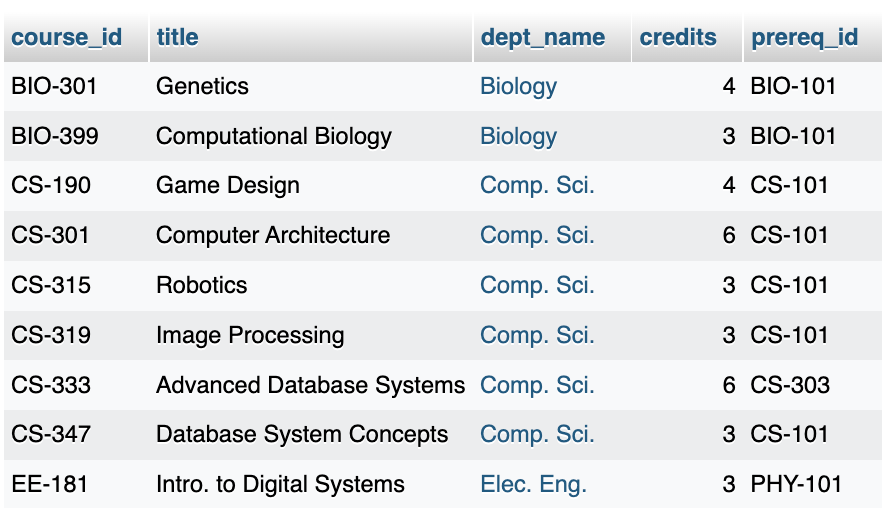 course_id title dept_name credits prereq_id
BIO-301 Genetics Biology 4 BIO-101
BIO-399 Computational Biology Biology 3 BIO-101
CS-190 Game Design Comp. Sci. 4 CS-101
CS-301 Computer Architecture Comp. Sci. 6 CS-101
CS-315 Robotics Comp. Sci. 3 CS-101
CS-319 Image Processing Comp. Sci. 3 CS-101
CS-333 Advanced Database Systems Comp. Sci. 6 CS-303
CS-347 Database System Concepts Comp. Sci. 3 CS-101
EE-181 Intro. to Digital Systems Elec. Eng. 3 PHY-101